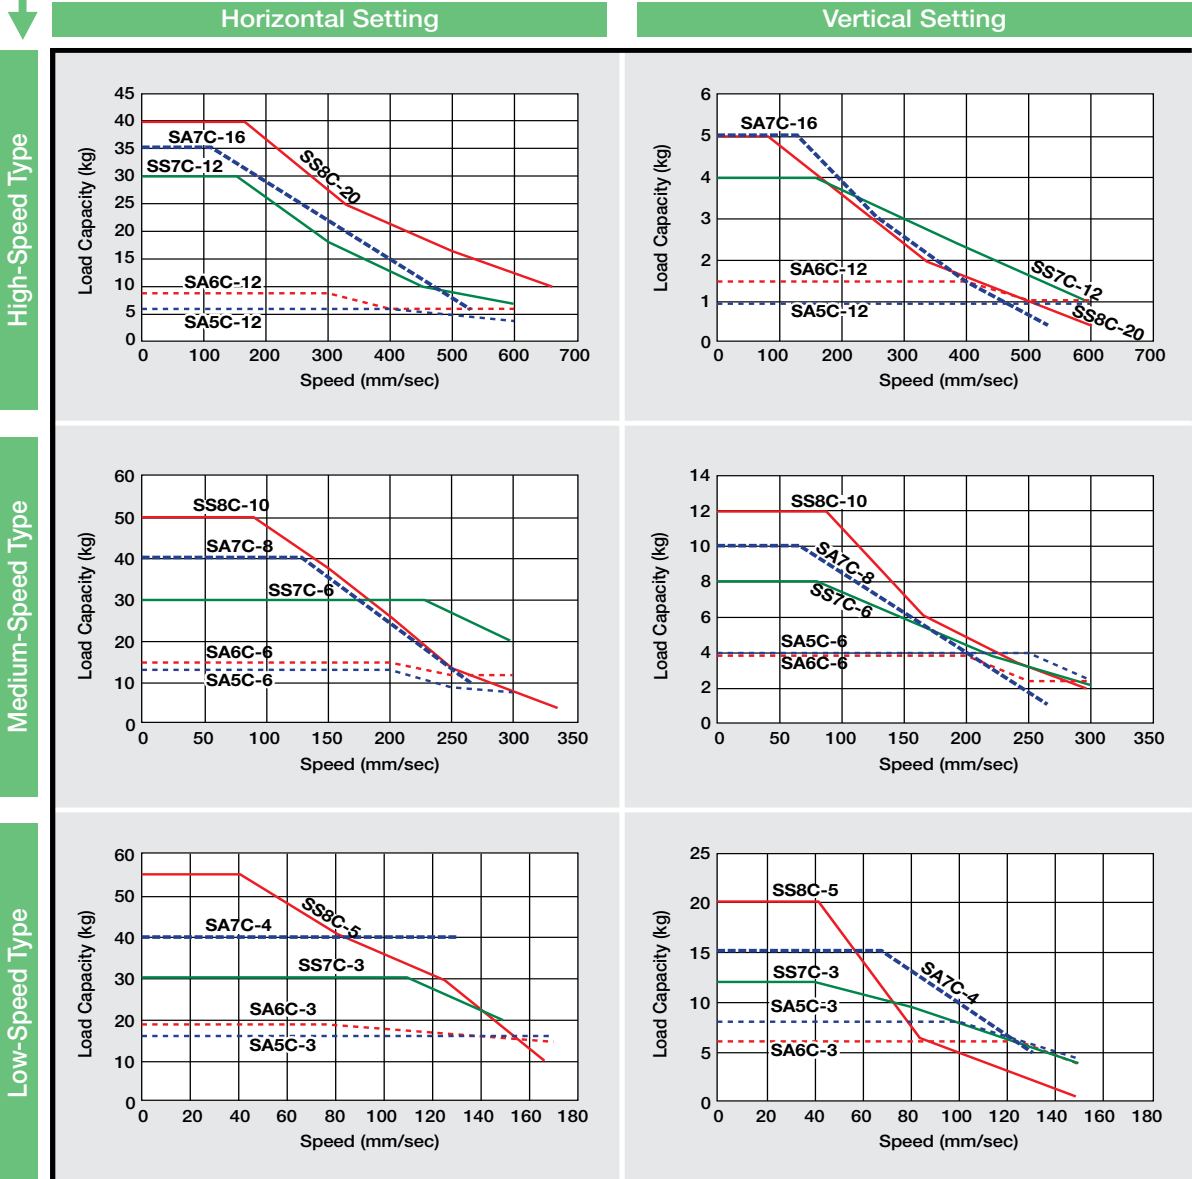 Horizontal Setting
Vertical Setting
High-Speed Type
Load Capacity (kg)
45
40
35
30
25
20
15
10
5
0
SA7C-16
SS7C-12
SS8C-20
SA6C-12
SA5C-12
0 100 200 300 400 500 600 700
Speed (mm/sec)
Load Capacity (kg)
6
5
4
3
2
1
0
SA7C-16
SA6C-12
SA5C-12
SS7C-12
SS8C-20
0 100 200 300 400 500 600 700
Speed (mm/sec)
Medium-Speed Type
Load Capacity (kg)
60
50
40
30
20
10
0
SS8C-10
SA7C-8
SS7C-6
SA6C-6
SA5C-6
0 50 100 150 200 250 300 350
Speed (mm/sec)
Load Capacity (kg)
14
12
10
8
6
4
2
0
SS8C-10
SA7C-8
SS7C-6
SA5C-6
SA6C-6
0 50 100 150 200 250 300 350
Speed (mm/sec)
Low-Speed Type
Load Capacity (kg)
60
50
40
30
20
10
0
SS8C-5
SA7C-4
SS7C-3
SA6C-3
SA5C-3
0 20 40 60 80 100 120 140 160 180
Speed (mm/sec)
Load Capacity (kg)
25
20
15
10
5
0
SS8C-5
SA7C-4
SS7C-3
SA5C-3
SA6C-3
0 20 40 60 80 100 120 140 160 180
Speed (mm/sec)